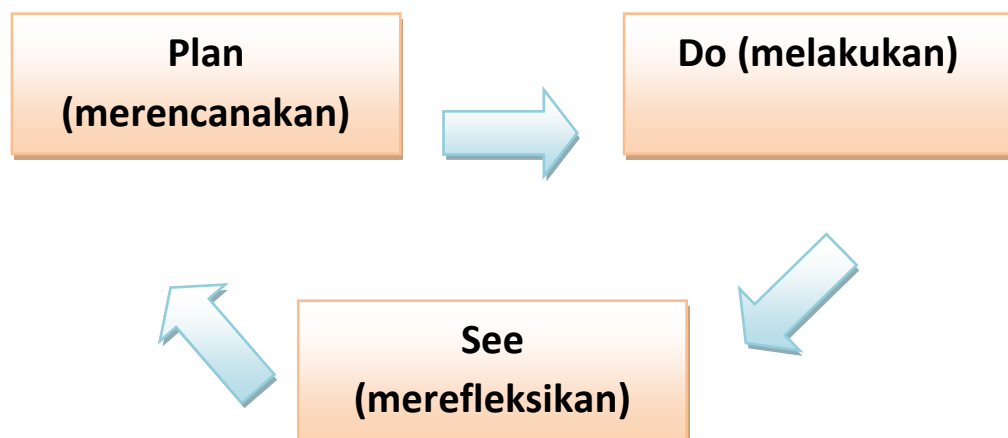 Plan
(merencanakan)
Do (melakukan)
See
(merefleksikan)